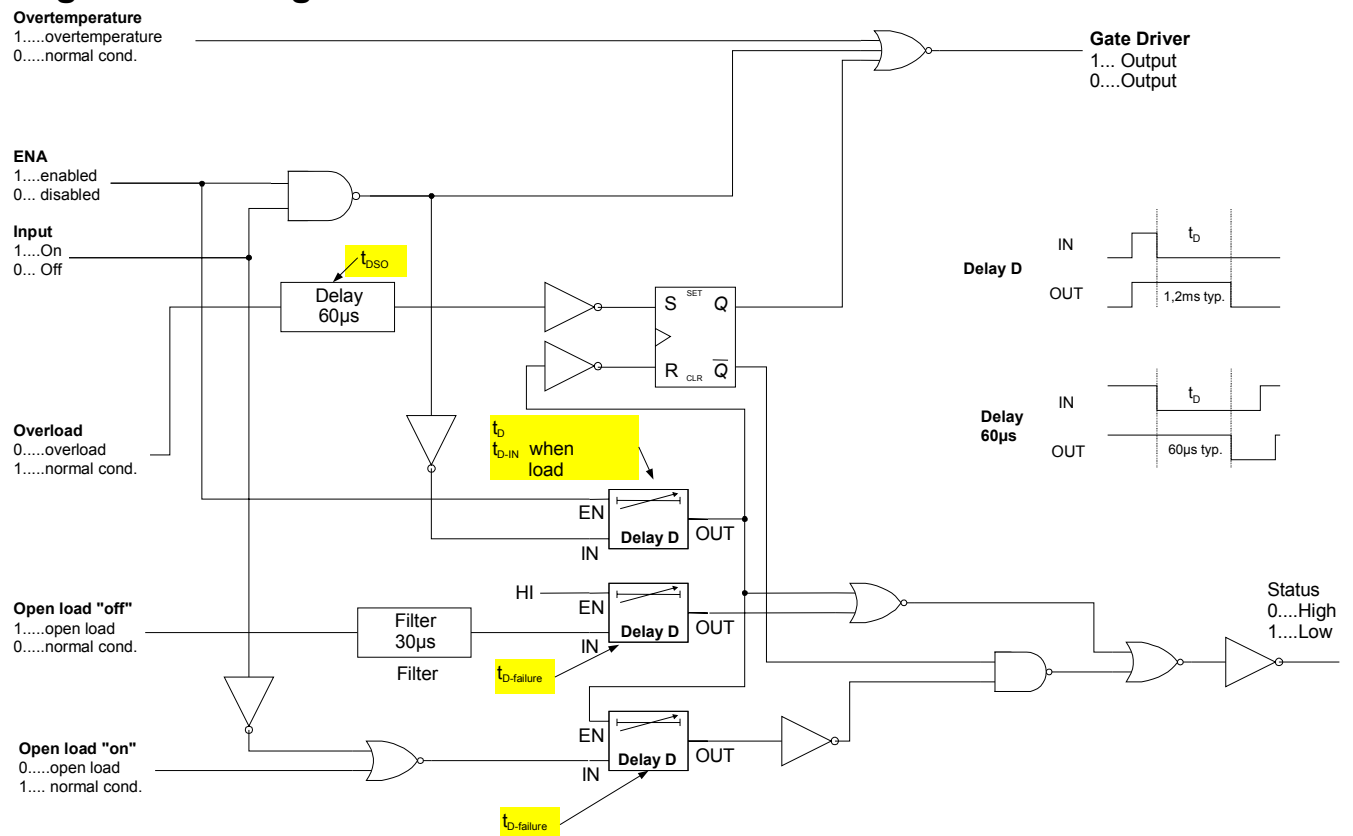 Overtemperature
1.....overtemperature
0.....normal cond.
Gate Driver
1... Output
0....Output
ENA
1....enabled
0... disabled
Input
1....On
0... Off
tDSO
Delay
60µs
S SET Q
R CLR Q̅
Delay D
IN
tD
OUT
1,2ms typ.
Delay
60µs
IN
tD
OUT
60µs typ.
Overload
0.....overload
1.....normal cond.
tD
tD-IN when
load
EN
Delay D
OUT
IN
HI
EN
Delay D
OUT
IN
Open load "off"
1.....open load
0.....normal cond.
Filter
30µs
Filter
tD-failure
Status
0....High
1....Low
EN
Delay D
OUT
IN
Open load "on"
0.....open load
1.... normal cond.
tD-failure